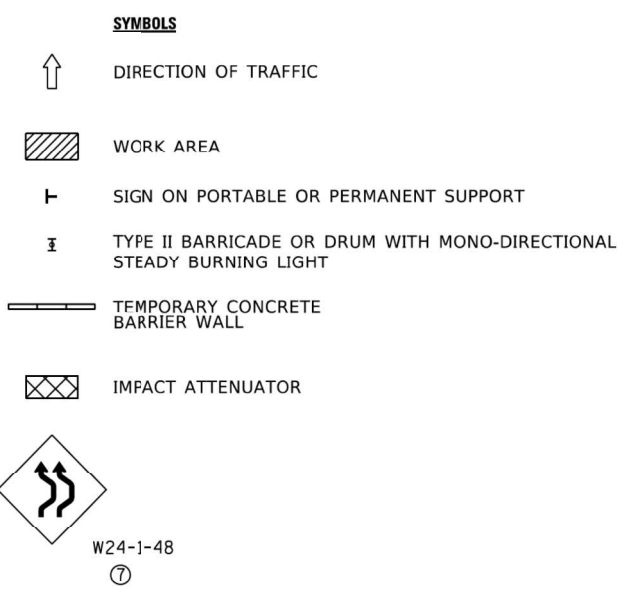 SYMBOLS
DIRECTION OF TRAFFIC
WORK AREA
SIGN ON PORTABLE OR PERMANENT SUPPORT
TYPE II BARRICADE OR DRUM WITH MONO-DIRECTIONAL
STEADY BURNING LIGHT
TEMPORARY CONCRETE
BARRIER WALL
IMPACT ATTENUATOR
W24-1-48
7